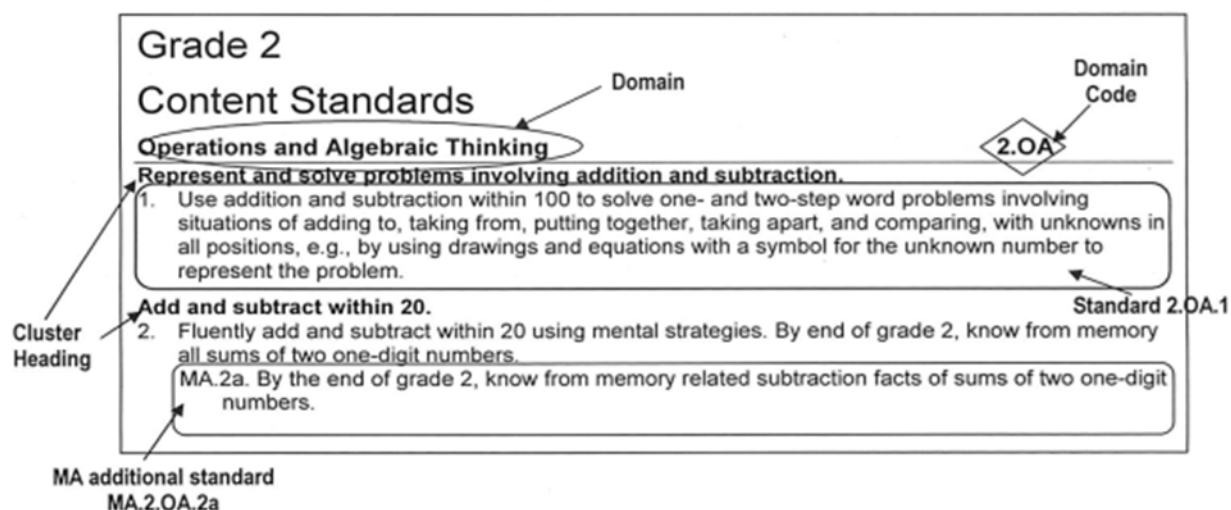 Grade 2
Content Standards
Domain
Domain
Code
Operations and Algebraic Thinking
2.OA
Represent and solve problems involving addition and subtraction.
1. Use addition and subtraction within 100 to solve one- and two-step word problems involving
situations of adding to, taking from, putting together, taking apart, and comparing, with unknowns in
all positions, e.g., by using drawings and equations with a symbol for the unknown number to
represent the problem.
Standard 2.OA.1
Cluster
Heading
Add and subtract within 20.
2. Fluently add and subtract within 20 using mental strategies. By end of grade 2, know from memory
all sums of two one-digit numbers.
MA.2a. By the end of grade 2, know from memory related subtraction facts of sums of two one-digit
numbers.
MA additional standard
MA.2.OA.2a